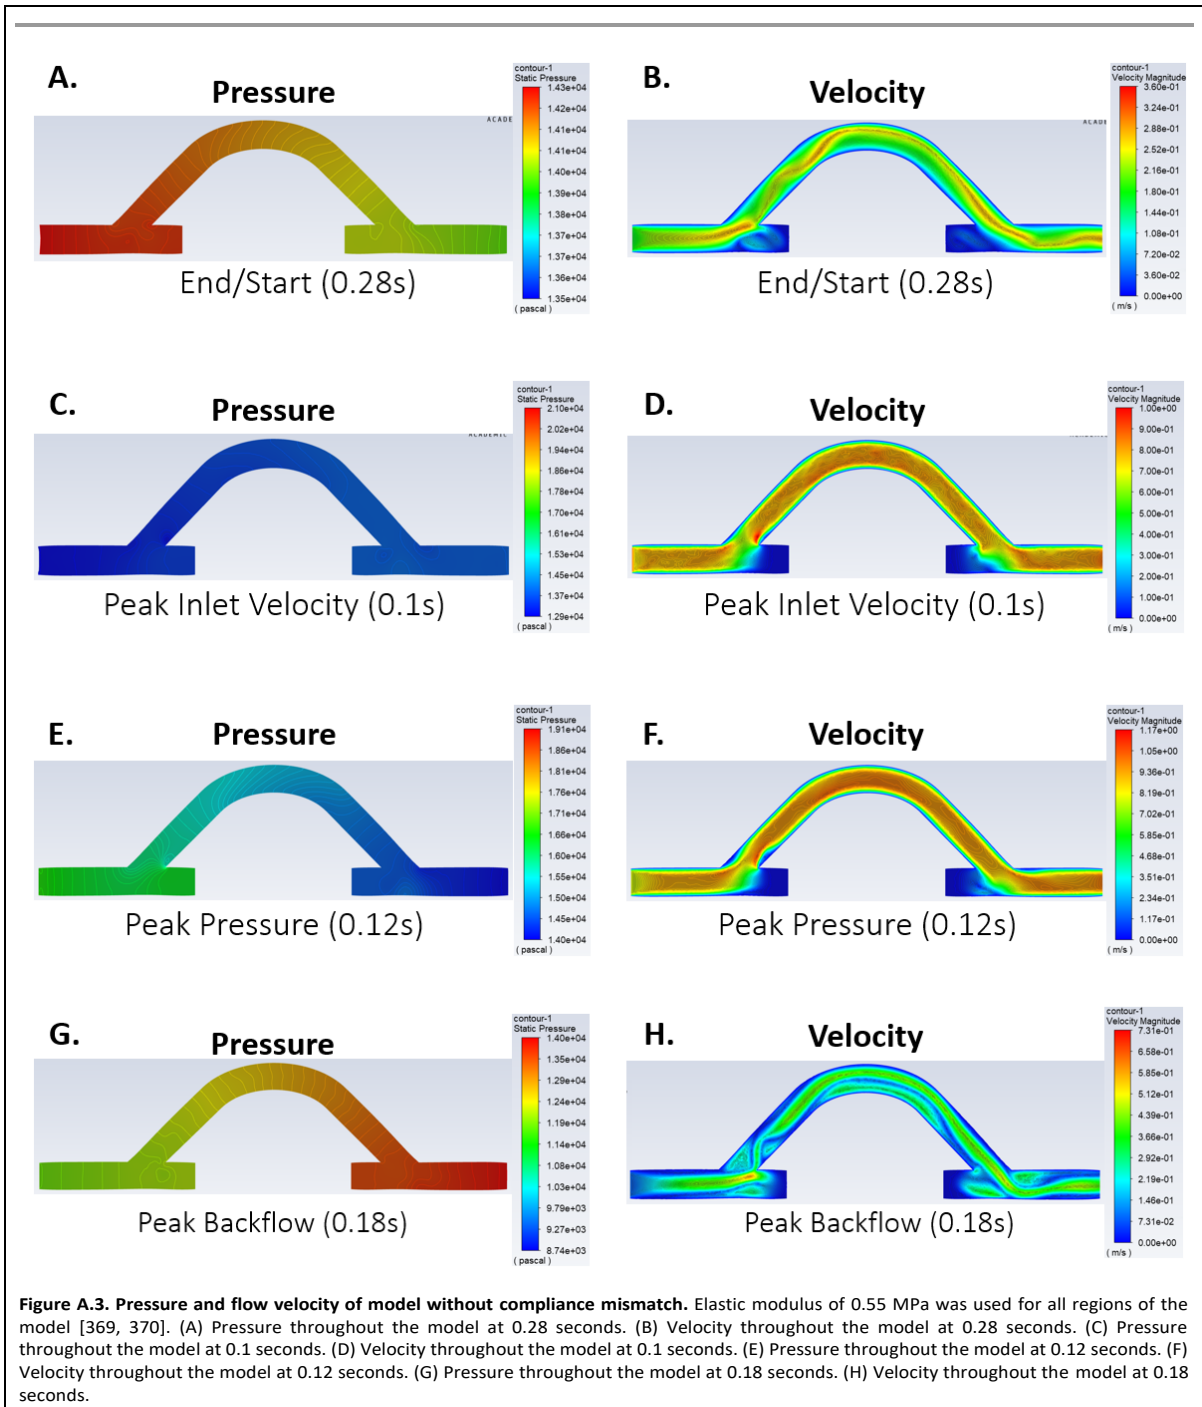 A.
Pressure
contour-1
Static Pressure
1.43e+04
1.42e+04
1.41e+04
1.41e+04
1.40e+04
1.39e+04
1.38e+04
1.37e+04
1.37e+04
1.36e+04
1.35e+04
( pascal )
ACADE
End/Start (0.28s)
B.
Velocity
contour-1
Velocity Magnitude
3.60e-01
3.24e-01
2.88e-01
2.52e-01
2.16e-01
1.80e-01
1.44e-01
1.08e-01
7.20e-02
3.60e-02
0.00e+00
( m/s )
ACADE
End/Start (0.28s)
C.
Pressure
contour-1
Static Pressure
2.10e+04
2.02e+04
1.94e+04
1.86e+04
1.78e+04
1.70e+04
1.61e+04
1.53e+04
1.45e+04
1.37e+04
1.29e+04
( pascal )
ACADEMIC
Peak Inlet Velocity (0.1s)
D.
Velocity
contour-1
Velocity Magnitude
1.00e+00
9.00e-01
8.00e-01
7.00e-01
6.00e-01
5.00e-01
4.00e-01
3.00e-01
2.00e-01
1.00e-01
0.00e+00
( m/s )
Peak Inlet Velocity (0.1s)
E.
Pressure
contour-1
Static Pressure
1.91e+04
1.86e+04
1.81e+04
1.76e+04
1.71e+04
1.66e+04
1.60e+04
1.55e+04
1.50e+04
1.45e+04
1.40e+04
( pascal )
Peak Pressure (0.12s)
F.
Velocity
contour-1
Velocity Magnitude
1.17e+00
1.05e+00
9.36e-01
8.19e-01
7.02e-01
5.85e-01
4.68e-01
3.51e-01
2.34e-01
1.17e-01
0.00e+00
( m/s )
Peak Pressure (0.12s)
G.
Pressure
contour-1
Static Pressure
1.40e+04
1.35e+04
1.29e+04
1.24e+04
1.19e+04
1.14e+04
1.08e+04
1.03e+04
9.79e+03
9.27e+03
8.74e+03
( pascal )
Peak Backflow (0.18s)
H.
Velocity
contour-1
Velocity Magnitude
7.31e-01
6.58e-01
5.85e-01
5.12e-01
4.39e-01
3.66e-01
2.92e-01
2.19e-01
1.46e-01
7.31e-02
0.00e+00
( m/s )
Peak Backflow (0.18s)
Figure A.3. Pressure and flow velocity of model without compliance mismatch. Elastic modulus of 0.55 MPa was used for all regions of the
model [369, 370]. (A) Pressure throughout the model at 0.28 seconds. (B) Velocity throughout the model at 0.28 seconds. (C) Pressure
throughout the model at 0.1 seconds. (D) Velocity throughout the model at 0.1 seconds. (E) Pressure throughout the model at 0.12 seconds. (F)
Velocity throughout the model at 0.12 seconds. (G) Pressure throughout the model at 0.18 seconds. (H) Velocity throughout the model at 0.18
seconds.